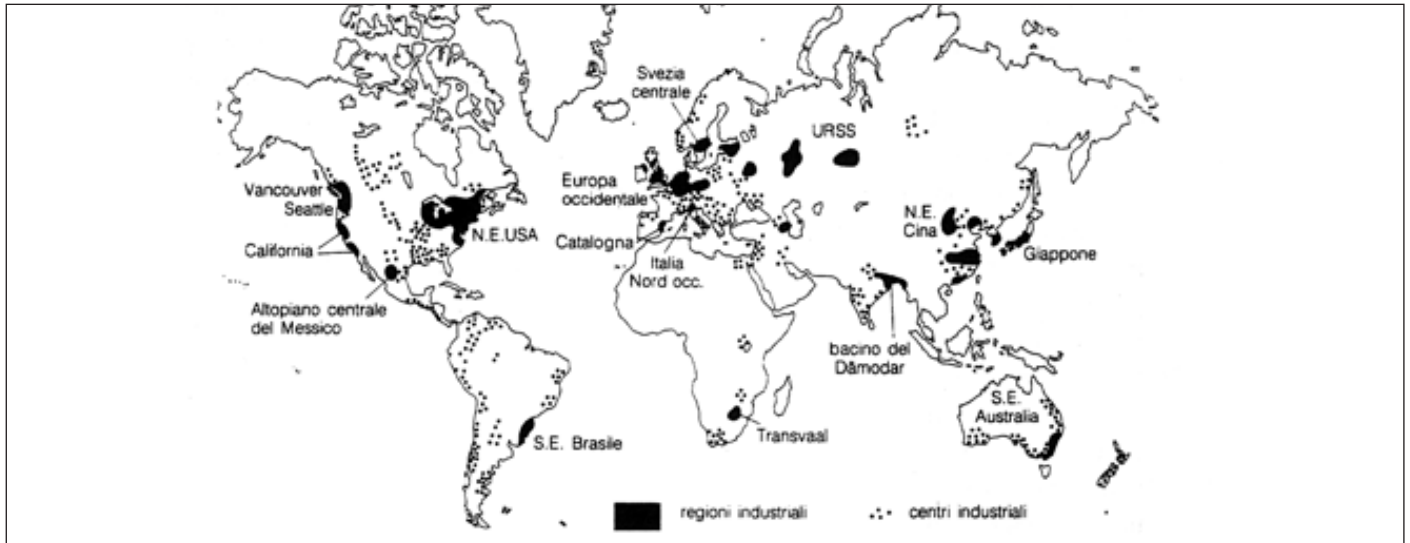 Svezia
centrale
URSS
Vancouver
Seattle
Europa
occidentale
N.E.
Cina
N.E.USA
California
Catalogna
Giappone
Italia
Nord occ.
Altopiano centrale
del Messico
bacino del
Dāmodar
S.E.
Australia
S.E. Brasile
Transvaal
regioni industriali
centri industriali